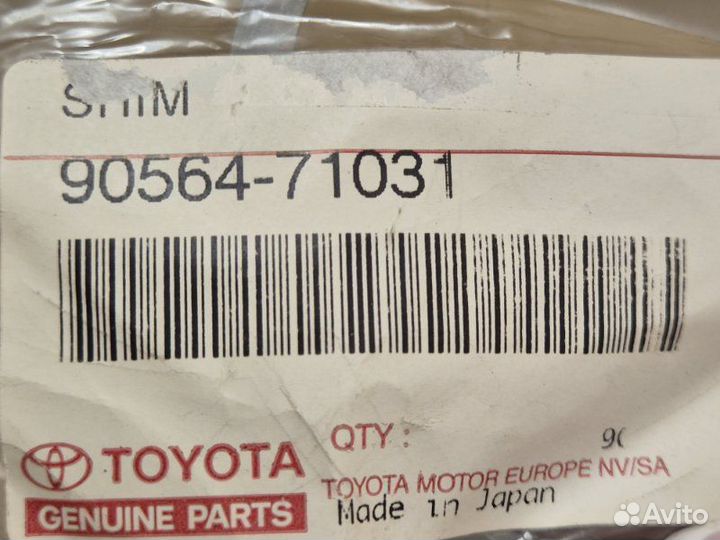 SHIM
90564-71031
QTY :
TOYOTA
TOYOTA MOTOR EUROPE NV/SA
GENUINE PARTS
Made in Japan
Avito